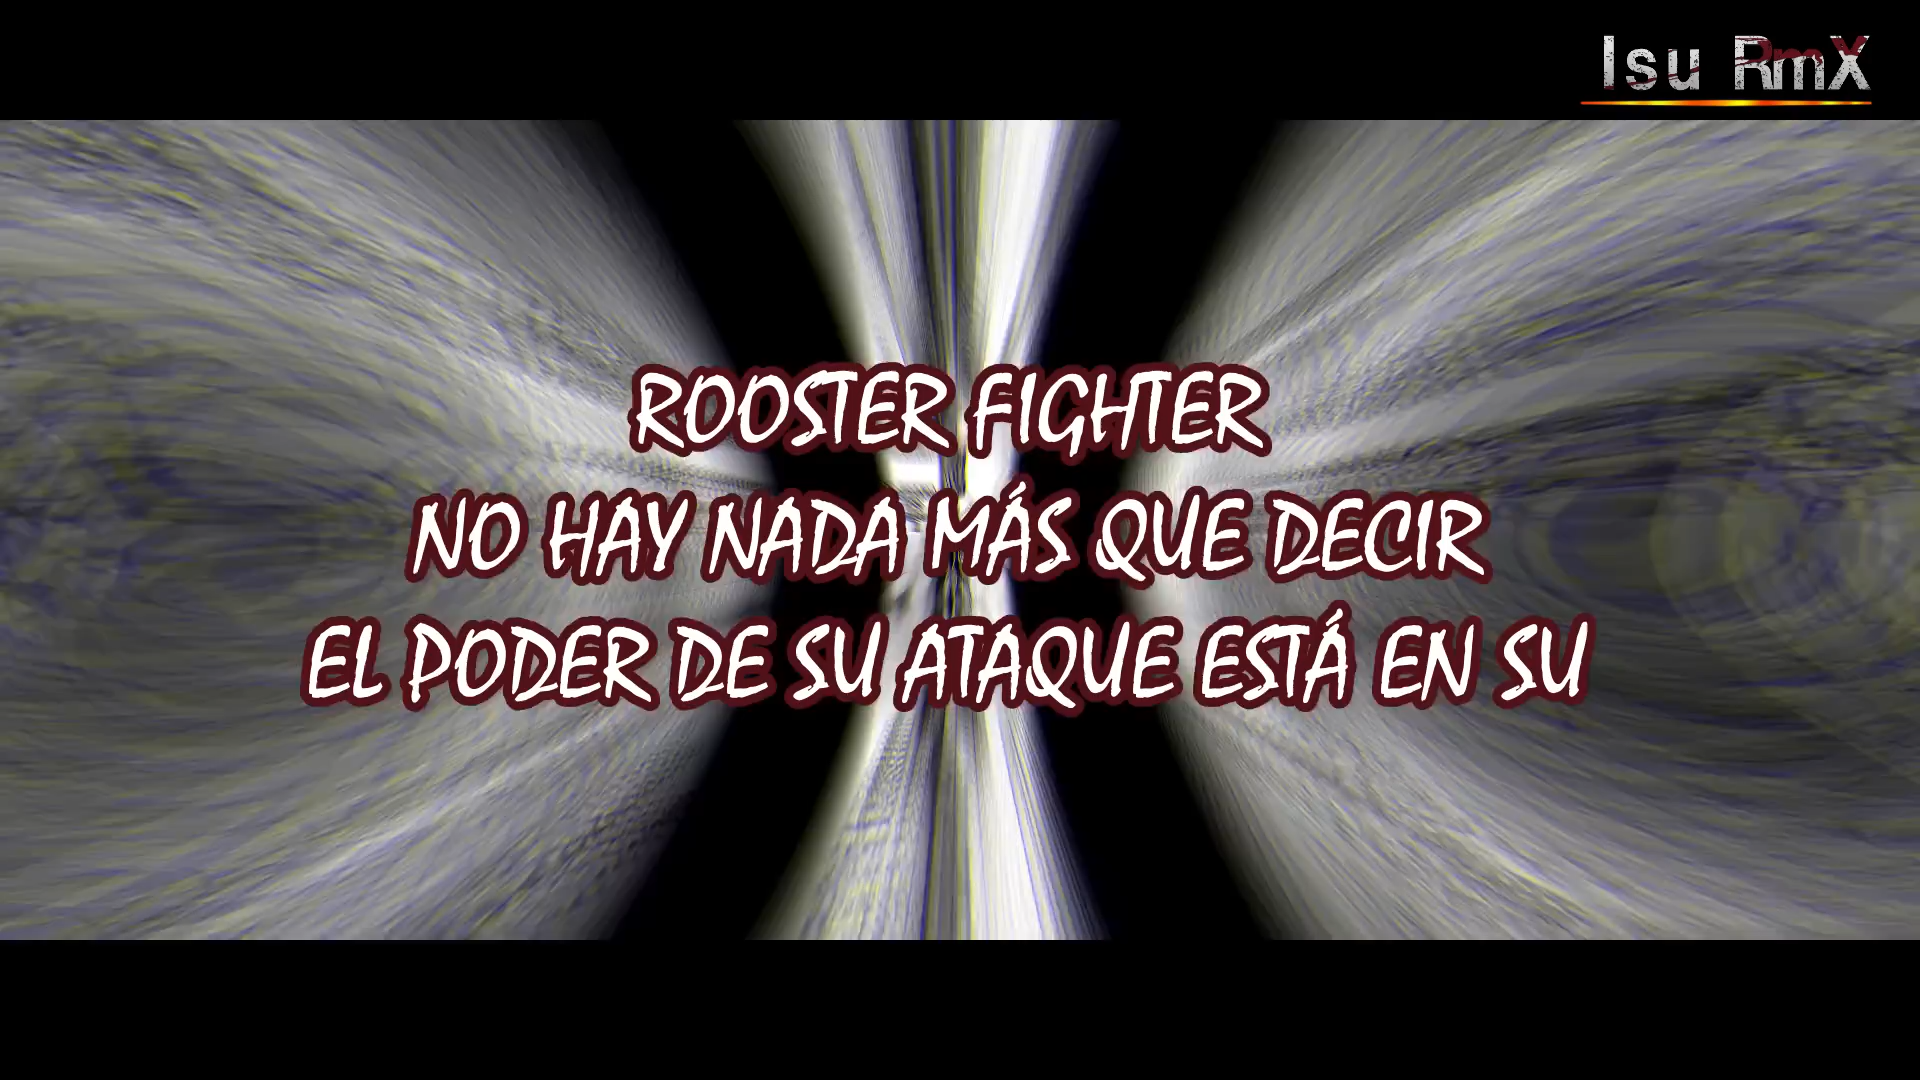 Isu RmX
ROOSTER FIGHTER
NO HAY NADA MÁS QUE DECIR
EL PODER DE SU ATAQUE ESTÁ EN SU